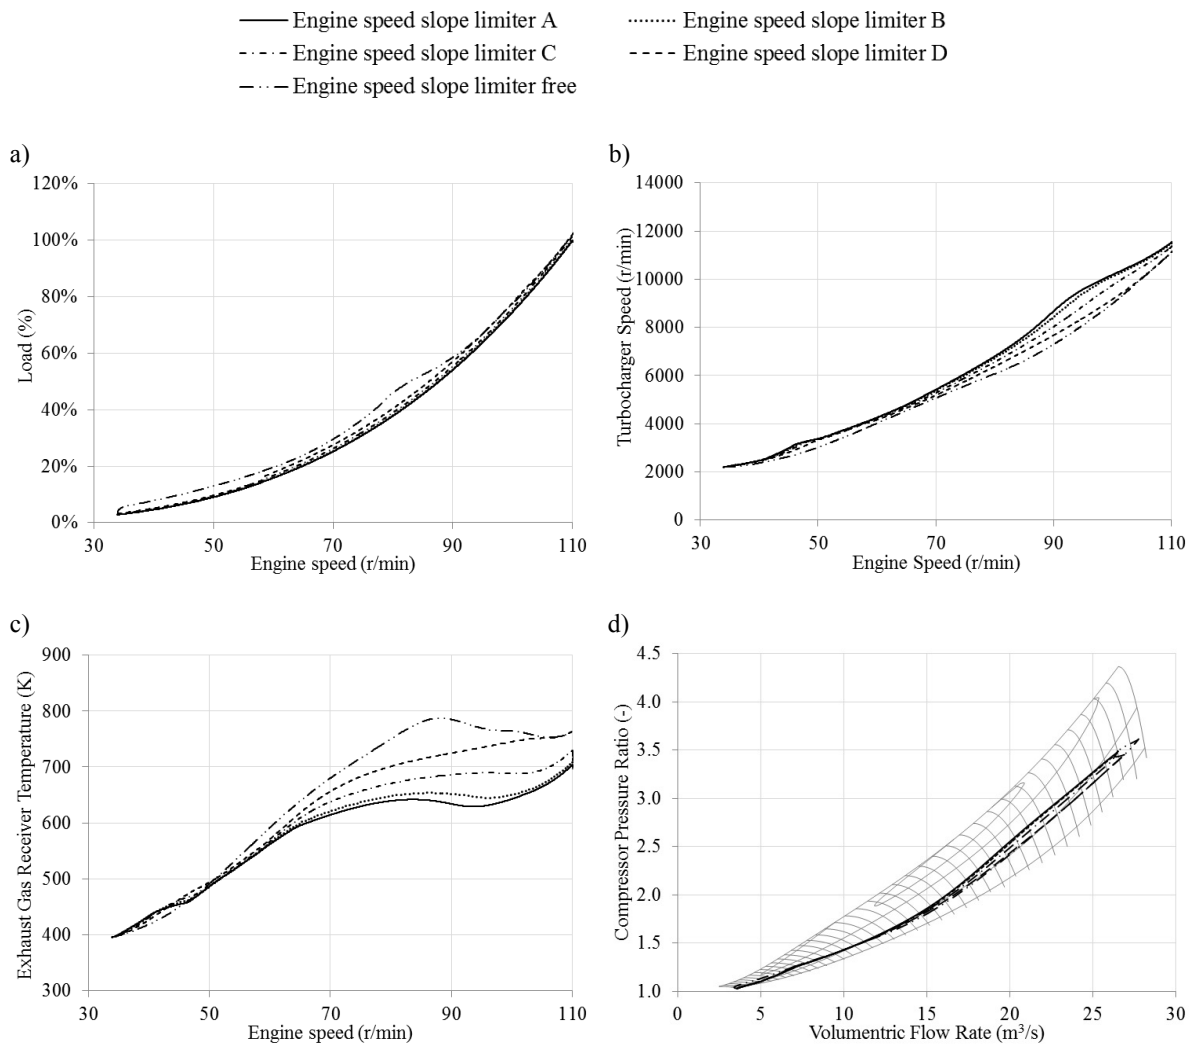 Engine speed slope limiter A
Engine speed slope limiter B
Engine speed slope limiter C
Engine speed slope limiter D
Engine speed slope limiter free
a)
120%
100%
80%
60%
40%
20%
0%
Load (%)
30 50 70 90 110
Engine speed (r/min)
b)
14000
12000
10000
8000
6000
4000
2000
0
Turbocharger Speed (r/min)
30 50 70 90 110
Engine Speed (r/min)
c)
900
800
700
600
500
400
300
Exhaust Gas Receiver Temperature (K)
30 50 70 90 110
Engine speed (r/min)
d)
4.5
4.0
3.5
3.0
2.5
2.0
1.5
1.0
Compressor Pressure Ratio (-)
0 5 10 15 20 25 30
Volumentric Flow Rate (m³/s)